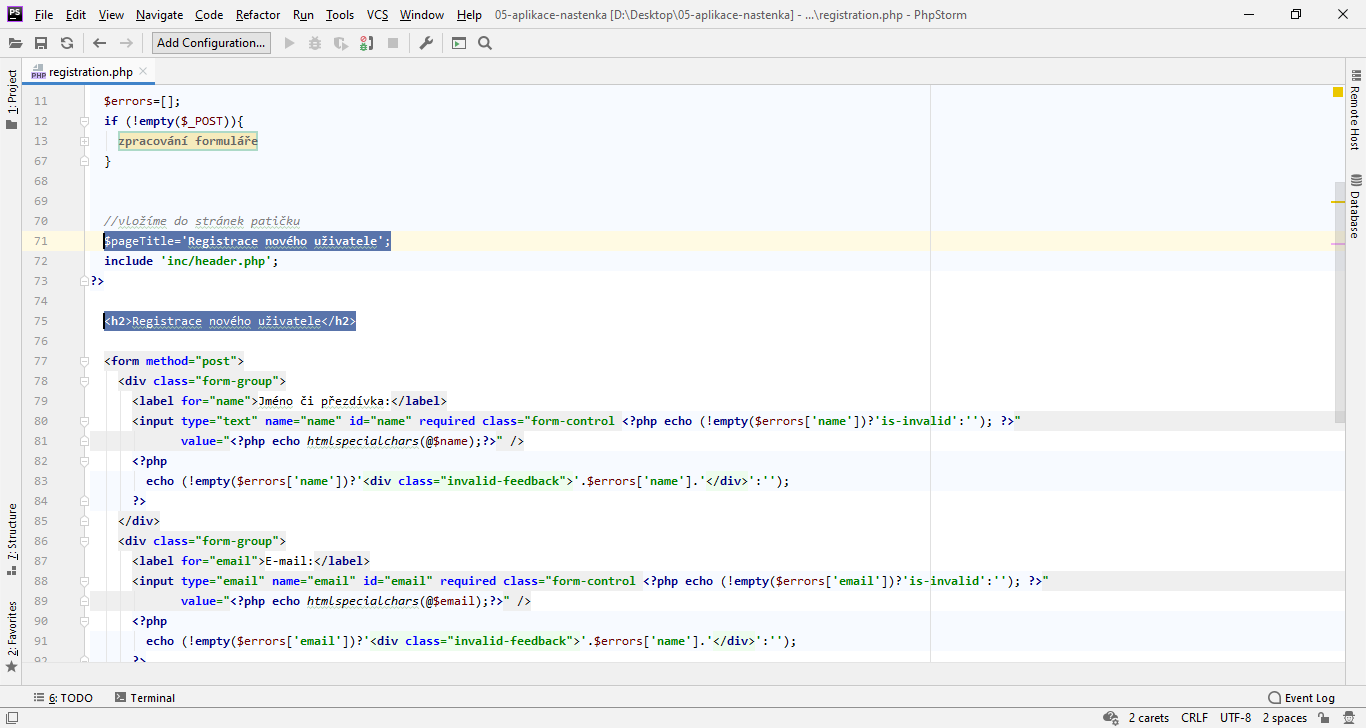 PS File Edit View Navigate Code Refactor Run Tools VCS Window Help 05-aplikace-nastenka [D:\Desktop\05-aplikace-nastenka] - ...\registration.php - PhpStorm
Add Configuration...
1: Project
PHP registration.php
Remote Host
Database
11 $errors=[];
12 if (!empty($_POST)){
13 zpracování formuláře
67 }
68
69
70 //vložíme do stránek patičku
71 $pageTitle='Registrace nového uživatele';
72 include 'inc/header.php';
73 ?>
74
75 <h2>Registrace nového uživatele</h2>
76
77 <form method="post">
78 <div class="form-group">
79 <label for="name">Jméno či přezdívka:</label>
80 <input type="text" name="name" id="name" required class="form-control <?php echo (!empty($errors['name'])?'is-invalid':''); ?>"
81 value="<?php echo htmlspecialchars(@$name);?>" />
82 <?php
83 echo (!empty($errors['name'])?'<div class="invalid-feedback">'.$errors['name'].'</div>':'');
84 ?>
85 </div>
86 <div class="form-group">
87 <label for="email">E-mail:</label>
88 <input type="email" name="email" id="email" required class="form-control <?php echo (!empty($errors['email'])?'is-invalid':''); ?>"
89 value="<?php echo htmlspecialchars(@$email);?>" />
90 <?php
91 echo (!empty($errors['email'])?'<div class="invalid-feedback">'.$errors['name'].'</div>':'');
92 ?>
7: Structure
2: Favorites
6: TODO Terminal Event Log
2 carets CRLF UTF-8 2 spaces